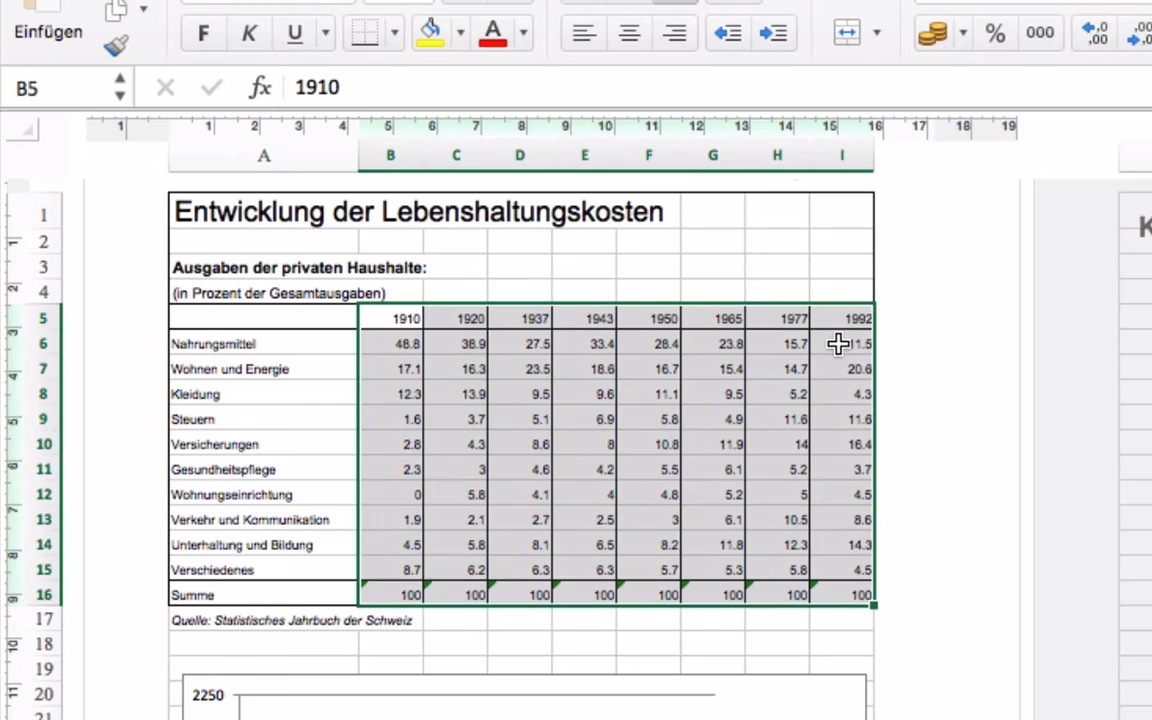 Einfügen
F K U A % 000 ,0 ,00 ,00
B5 fx 1910
1 1 2 3 4 5 6 7 8 9 10 11 12 13 14 15 16 17 18 19
A B C D E F G H I
1 Entwicklung der Lebenshaltungskosten
2
3 Ausgaben der privaten Haushalte:
4 (in Prozent der Gesamtausgaben)
5 1910 1920 1937 1943 1950 1965 1977 1992
6 Nahrungsmittel 48.8 38.9 27.5 33.4 28.4 23.8 15.7 11.5
7 Wohnen und Energie 17.1 16.3 23.5 18.6 16.7 15.4 14.7 20.6
8 Kleidung 12.3 13.9 9.5 9.6 11.1 9.5 5.2 4.3
9 Steuern 1.6 3.7 5.1 6.9 5.8 4.9 11.6 11.6
10 Versicherungen 2.8 4.3 8.6 8 10.8 11.9 14 16.4
11 Gesundheitspflege 2.3 3 4.6 4.2 5.5 6.1 5.2 3.7
12 Wohnungseinrichtung 0 5.8 4.1 4 4.8 5.2 5 4.5
13 Verkehr und Kommunikation 1.9 2.1 2.7 2.5 3 6.1 10.5 8.6
14 Unterhaltung und Bildung 4.5 5.8 8.1 6.5 8.2 11.8 12.3 14.3
15 Verschiedenes 8.7 6.2 6.3 6.3 5.7 5.3 5.8 4.5
16 Summe 100 100 100 100 100 100 100 100
17 Quelle: Statistisches Jahrbuch der Schweiz
18
19
20 2250
21